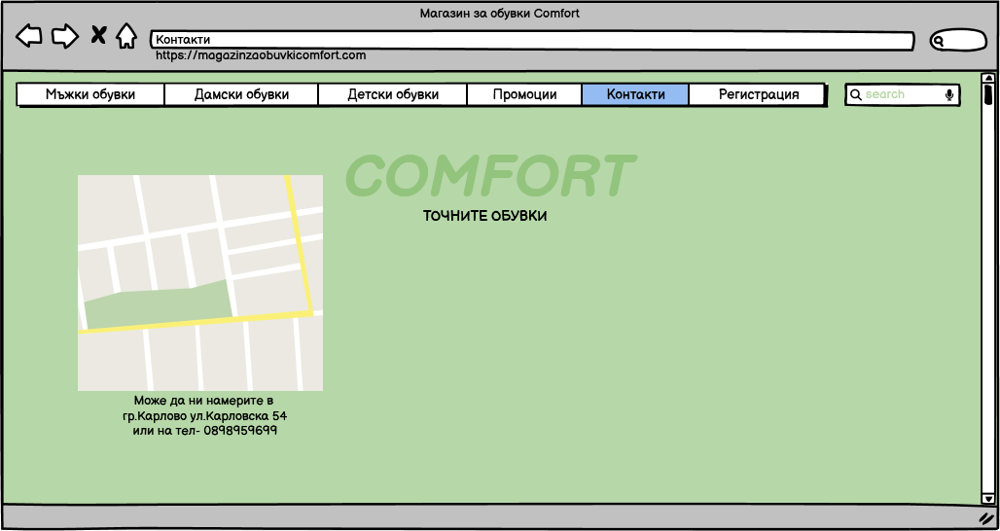 Магазин за обувки Comfort
Контакти
https://magazinzaobuvkicomfort.com
Мъжки обувки Дамски обувки Детски обувки Промоции Контакти Регистрация search
COMFORT
ТОЧНИТЕ ОБУВКИ
Може да ни намерите в
гр.Карлово ул.Карловска 54
или на тел- 0898959699